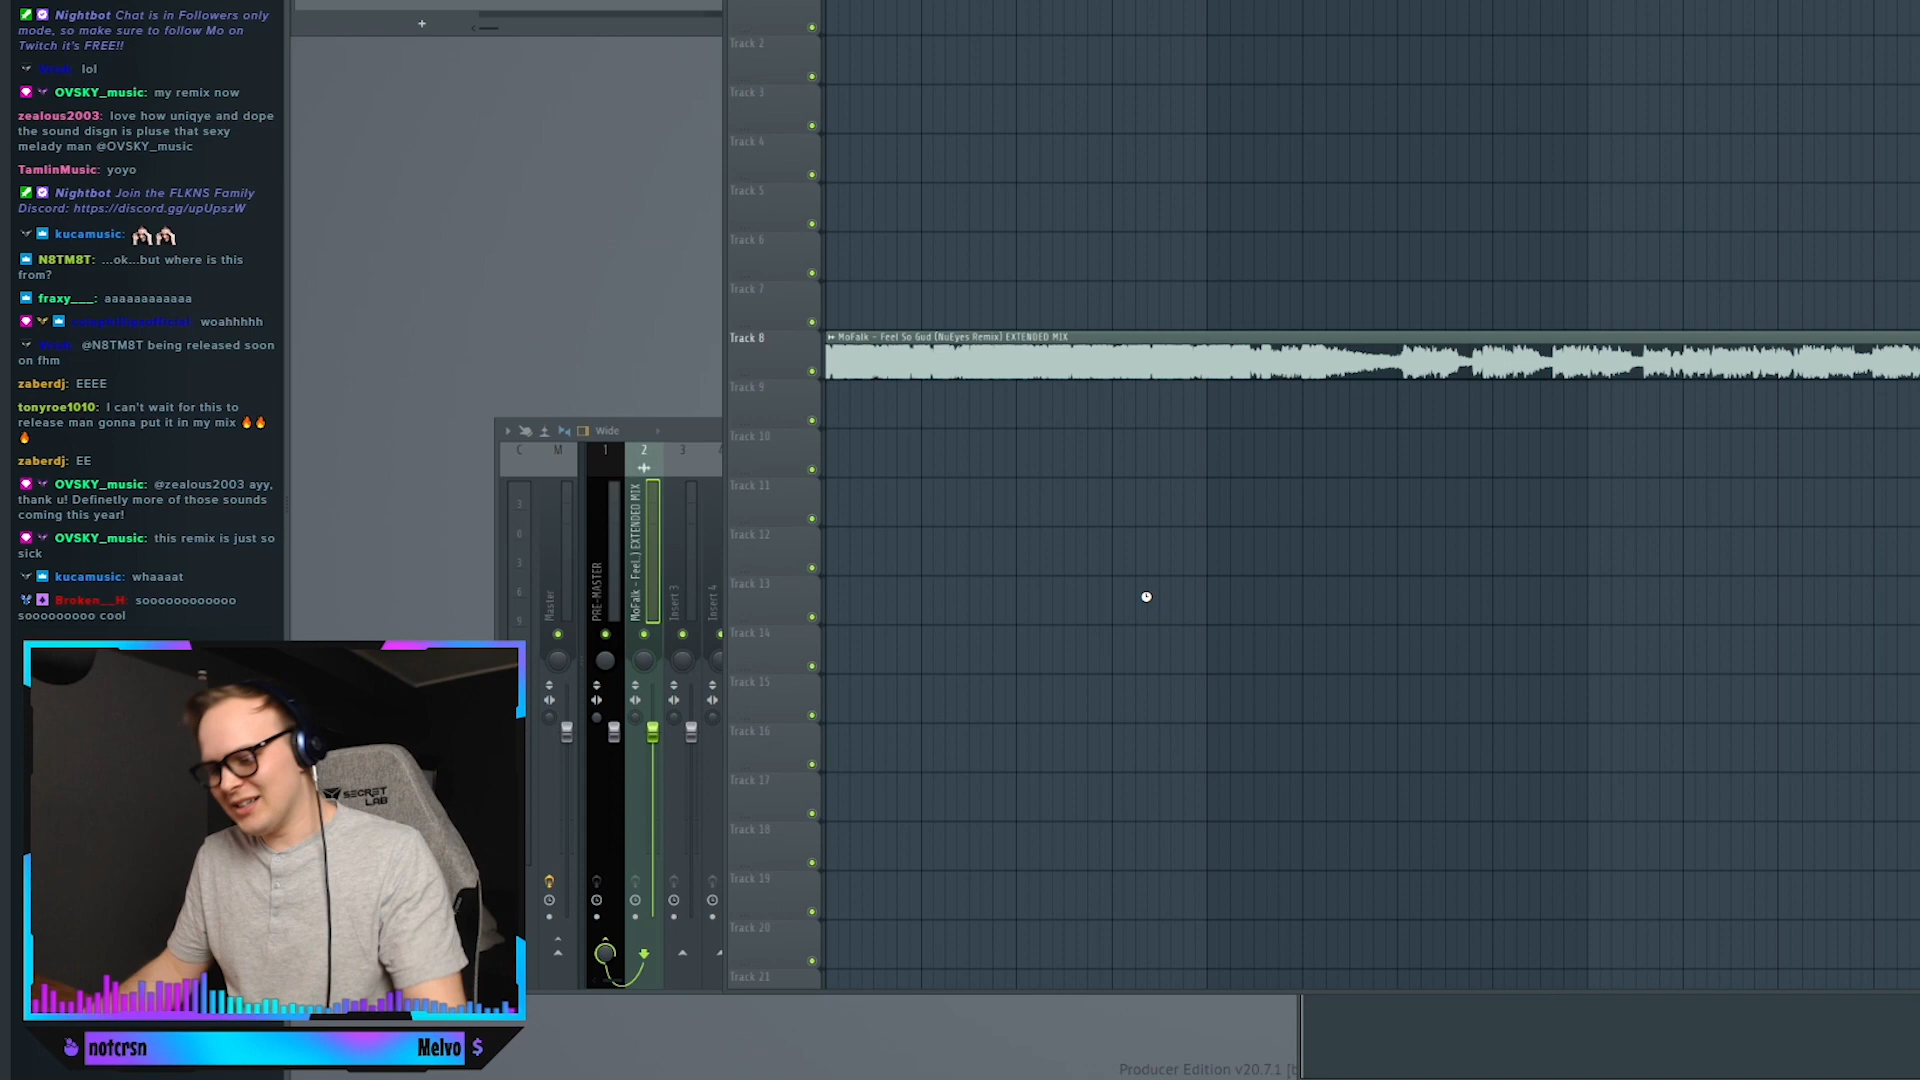 Nightbot Chat is in Followers only
mode, so make sure to follow Mo on
Twitch it's FREE!!
lol
OVSKY_music: my remix now
zealous2003: love how uniqye and dope
the sound disgn is pluse that sexy
melady man @OVSKY_music
TamlinMusic: yoyo
Nightbot Join the FLKNS Family
Discord: https://discord.gg/upUpszW
kucamusic:
N8TM8T: ...ok...but where is this
from?
fraxy___: aaaaaaaaaaaa
woahhhhh
@N8TM8T being released soon
on fhm
zaberdj: EEEE
tonyroe1010: I can't wait for this to
release man gonna put it in my mix 🔥🔥
🔥
zaberdj: EE
OVSKY_music: @zealous2003 ayy,
thank u! Definetly more of those sounds
coming this year!
OVSKY_music: this remix is just so
sick
kucamusic: whaaaat
Broken__H: soooooooooooo
sooooooooo cool
SECRET
LAB
notcrsn
Melvo $
Wide
C M 1 2 3 4
3
0
3
6
9
Master
PRE-MASTER
MoFalk - Feel..) EXTENDED MIX
Insert 3
Insert 4
Track 2
Track 3
Track 4
Track 5
Track 6
Track 7
Track 8
MoFalk - Feel So Gud (NuEyes Remix) EXTENDED MIX
Track 9
Track 10
Track 11
Track 12
Track 13
Track 14
Track 15
Track 16
Track 17
Track 18
Track 19
Track 20
Track 21
Producer Edition v20.7.1 [b